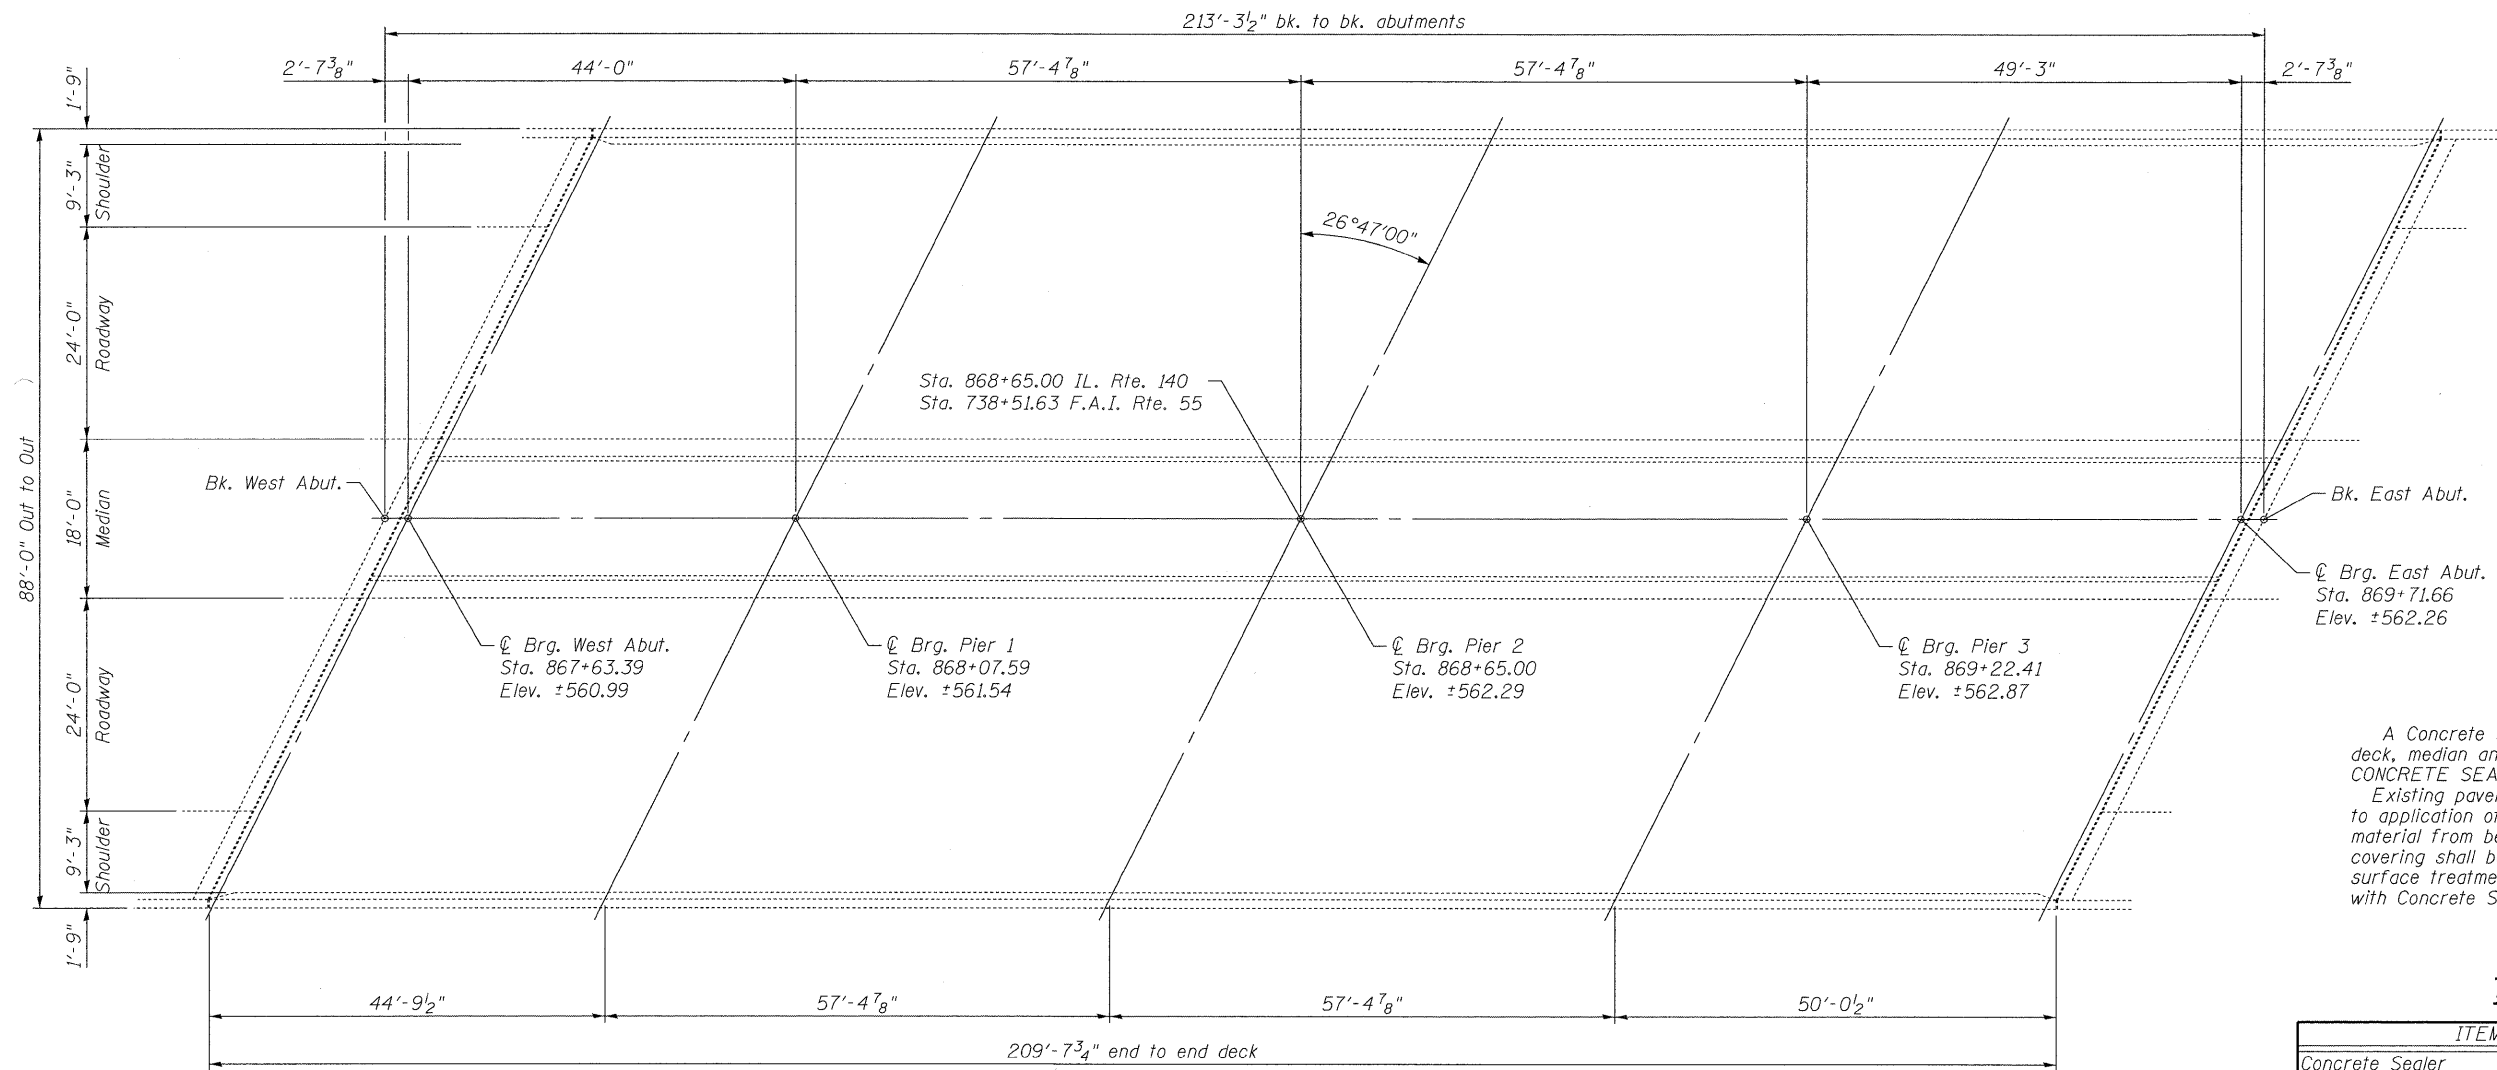 213'-3½" bk. to bk. abutments
2'-7⅜"
44'-0"
57'-4⅞"
57'-4⅞"
49'-3"
2'-7⅜"
1'-9"
9'-3"
Shoulder
24'-0"
Roadway
18'-0"
Median
24'-0"
Roadway
9'-3"
Shoulder
1'-9"
88'-0" Out to Out
26°47'00"
Sta. 868+65.00 IL. Rte. 140
Sta. 738+51.63 F.A.I. Rte. 55
Bk. West Abut.
Bk. East Abut.
℄ Brg. West Abut.
Sta. 867+63.39
Elev. ±560.99
℄ Brg. Pier 1
Sta. 868+07.59
Elev. ±561.54
℄ Brg. Pier 2
Sta. 868+65.00
Elev. ±562.29
℄ Brg. Pier 3
Sta. 869+22.41
Elev. ±562.87
℄ Brg. East Abut.
Sta. 869+71.66
Elev. ±562.26
A Concrete
deck, median an
CONCRETE SEA
Existing pave
to application of
material from be
covering shall b
surface treatme
with Concrete S
44'-9½"
57'-4⅞"
57'-4⅞"
50'-0½"
209'-7¾" end to end deck
ITEM
Concrete Sealer